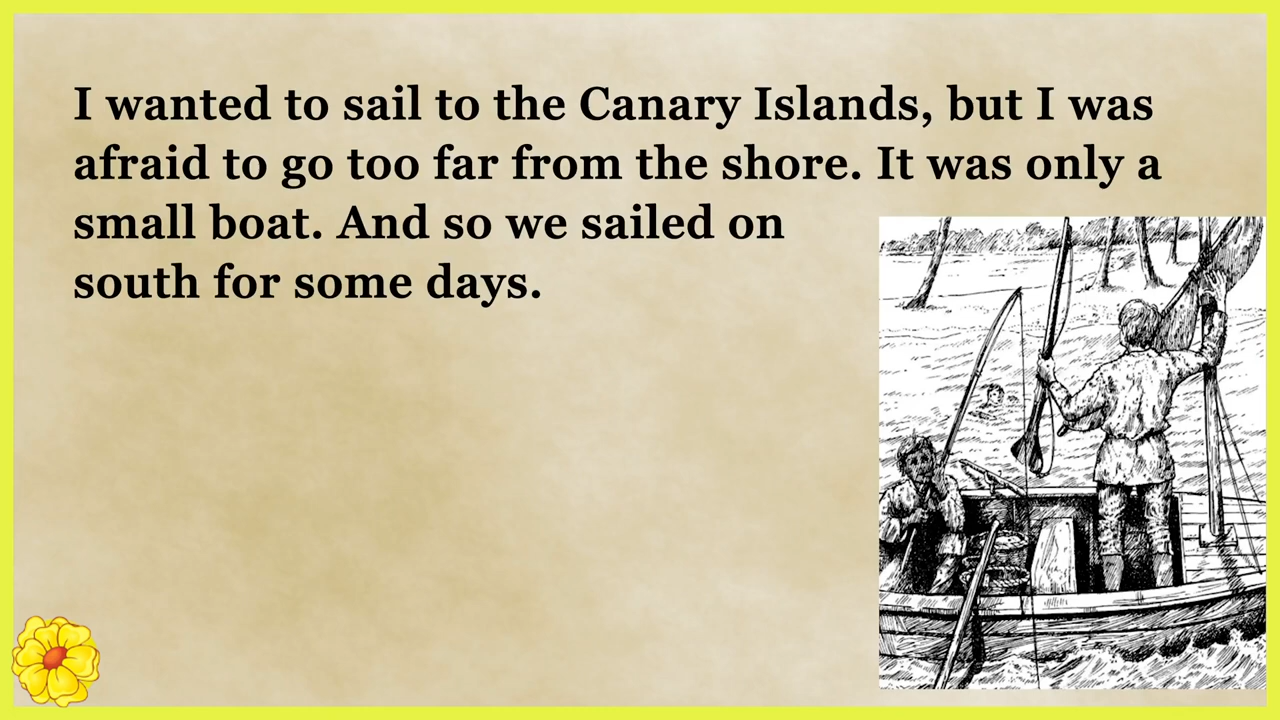 I wanted to sail to the Canary Islands, but I was
afraid to go too far from the shore. It was only a
small boat. And so we sailed on
south for some days.